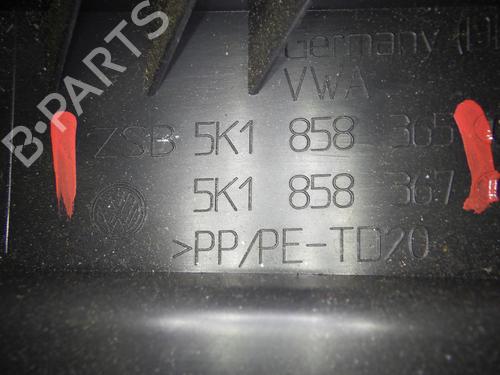 Germany
VWA
ZSB 5K1 858 365
5K1 858 367
>PP/PE-TD20
B-PARTS